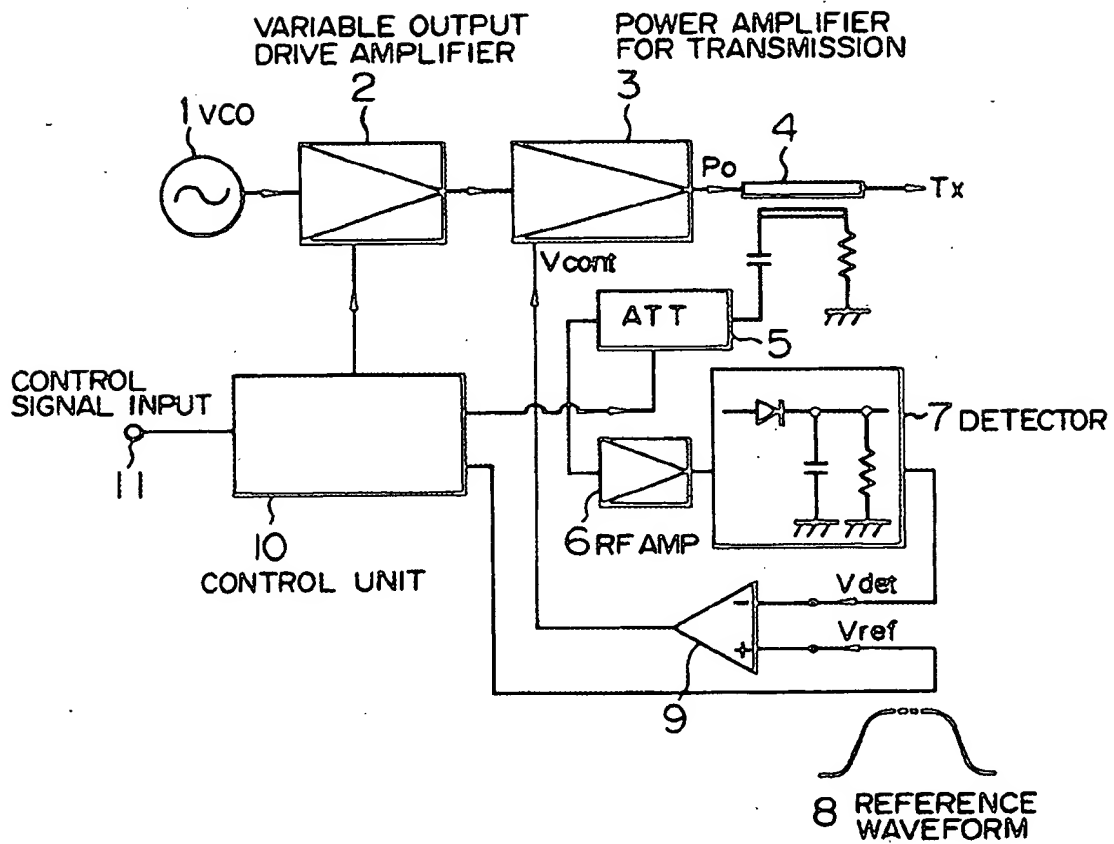 VARIABLE OUTPUT
DRIVE AMPLIFIER
2
POWER AMPLIFIER
FOR TRANSMISSION
3
1 VCO
4
Po
Tx
Vcont
ATT
5
CONTROL
SIGNAL INPUT
11
7 DETECTOR
6 RF AMP
10
CONTROL UNIT
Vdet
-
Vref
+
9
8 REFERENCE
WAVEFORM